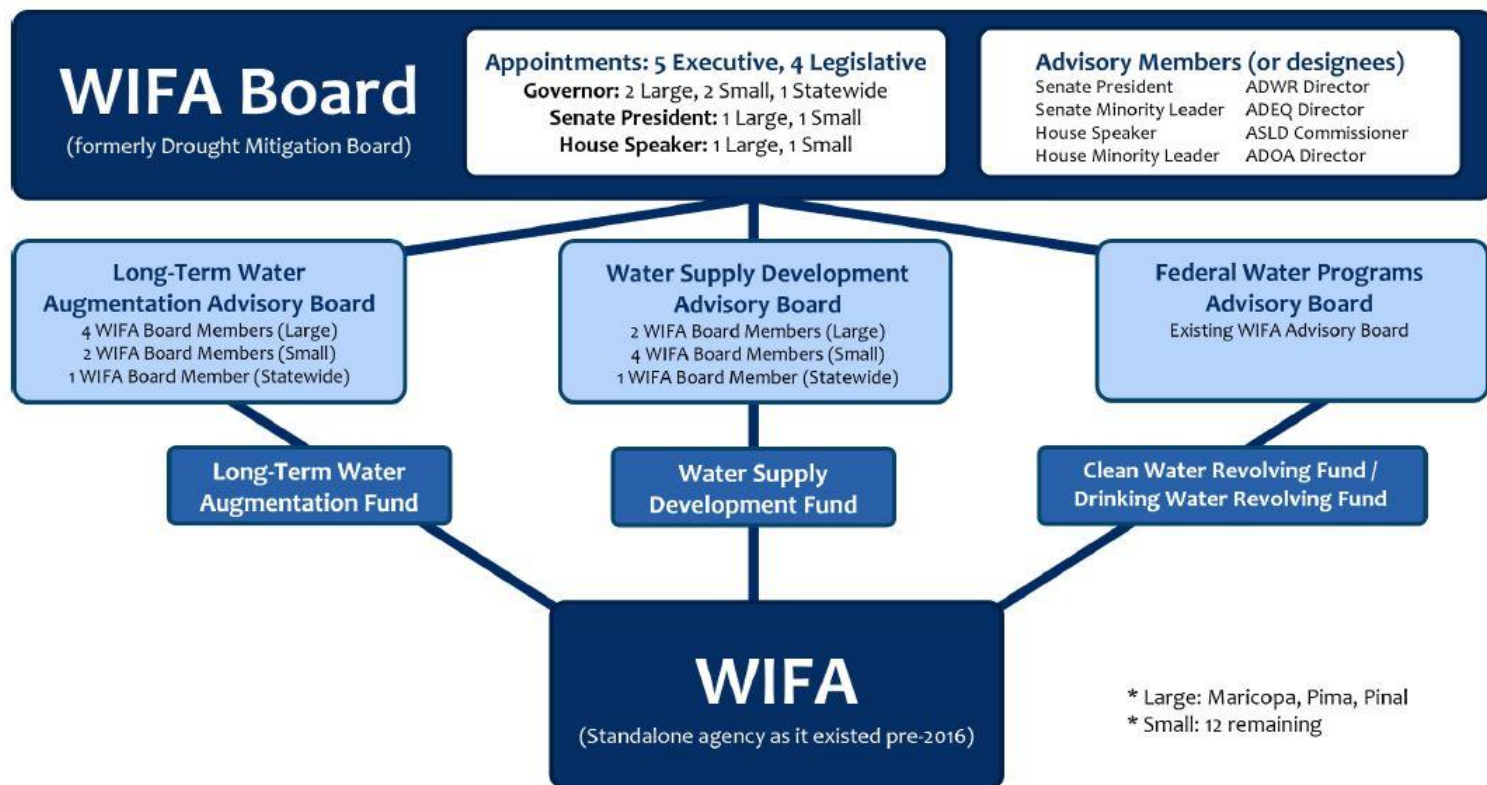 WIFA Board
(formerly Drought Mitigation Board)
Appointments: 5 Executive, 4 Legislative
Governor: 2 Large, 2 Small, 1 Statewide
Senate President: 1 Large, 1 Small
House Speaker: 1 Large, 1 Small
Advisory Members (or designees)
Senate President ADWR Director
Senate Minority Leader ADEQ Director
House Speaker ASLD Commissioner
House Minority Leader ADOA Director
Long-Term Water
Augmentation Advisory Board
4 WIFA Board Members (Large)
2 WIFA Board Members (Small)
1 WIFA Board Member (Statewide)
Water Supply Development
Advisory Board
2 WIFA Board Members (Large)
4 WIFA Board Members (Small)
1 WIFA Board Member (Statewide)
Federal Water Programs
Advisory Board
Existing WIFA Advisory Board
Long-Term Water
Augmentation Fund
Water Supply
Development Fund
Clean Water Revolving Fund /
Drinking Water Revolving Fund
WIFA
(Standalone agency as it existed pre-2016)
* Large: Maricopa, Pima, Pinal
* Small: 12 remaining